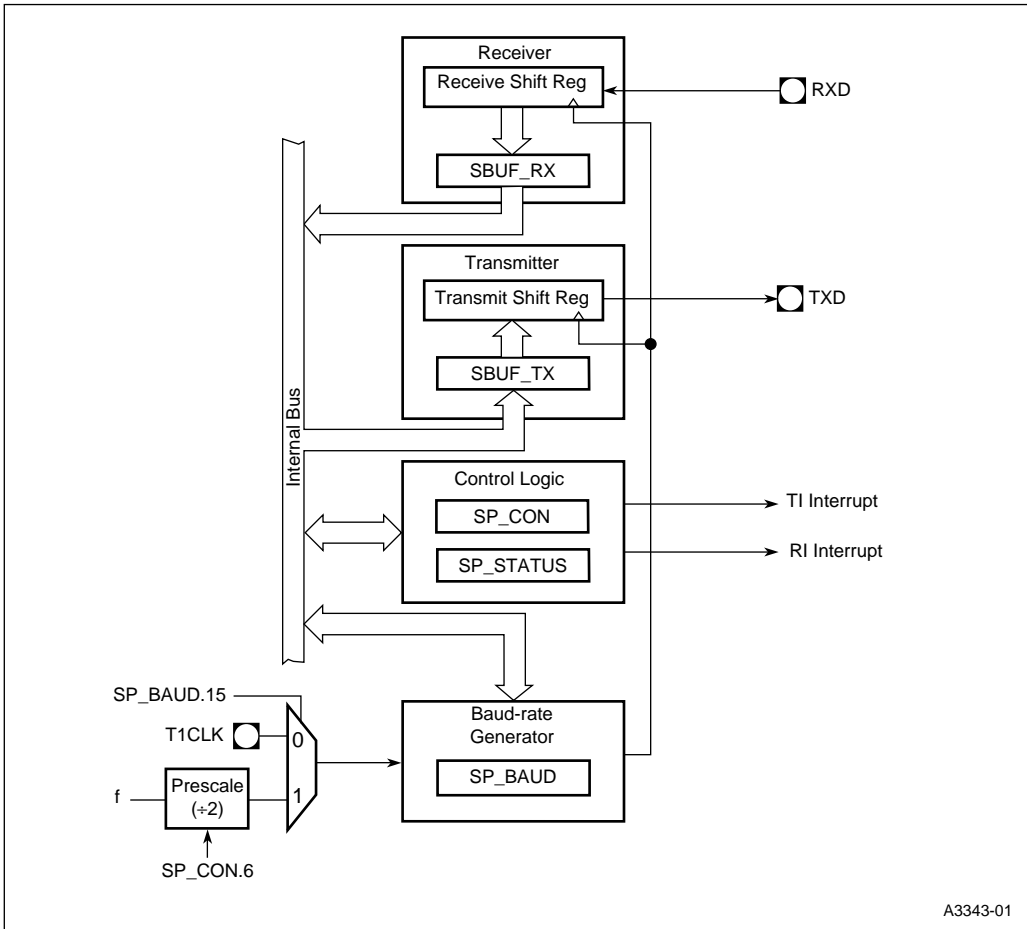 Receiver
Receive Shift Reg
RXD
SBUF_RX
Transmitter
Transmit Shift Reg
TXD
SBUF_TX
Internal Bus
Control Logic
SP_CON
TI Interrupt
SP_STATUS
RI Interrupt
SP_BAUD.15
T1CLK
0
Baud-rate
Generator
SP_BAUD
f
Prescale
(÷2)
1
SP_CON.6
A3343-01